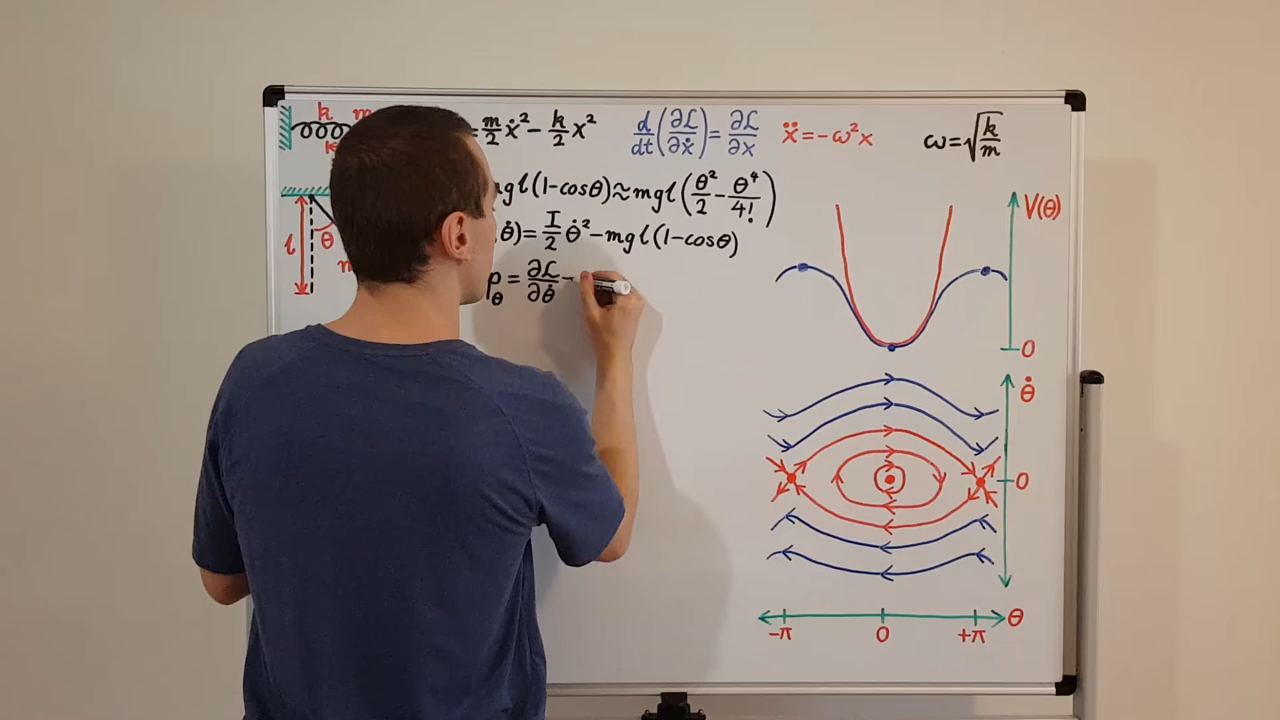 k m
=m/2 ẋ² − k/2 x²
d/dt(∂ℒ/∂ẋ)=∂ℒ/∂x
ẍ=−ω²x
ω=√(k/m)
mgl(1−cosθ)≈mgl(θ²/2−θ⁴/4!)
θ̇)=I/2 θ̇²−mgl(1−cosθ)
l θ
p_θ=∂ℒ/∂θ̇
V(θ)
0
θ̇
0
−π 0 +π θ